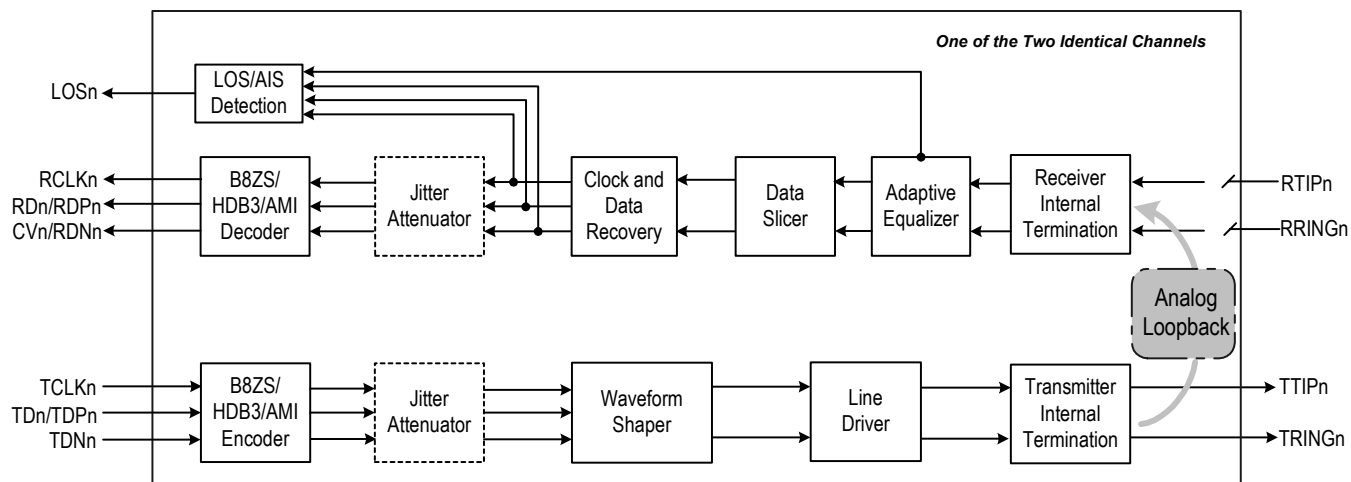 One of the Two Identical Channels
LOSn
LOS/AIS
Detection
RCLKn
RDn/RDPn
CVn/RDNn
B8ZS/
HDB3/AMI
Decoder
Jitter
Attenuator
Clock and
Data
Recovery
Data
Slicer
Adaptive
Equalizer
Receiver
Internal
Termination
RTIPn
RRINGn
Analog
Loopback
TCLKn
TDn/TDPn
TDNn
B8ZS/
HDB3/AMI
Encoder
Jitter
Attenuator
Waveform
Shaper
Line
Driver
Transmitter
Internal
Termination
TTIPn
TRINGn